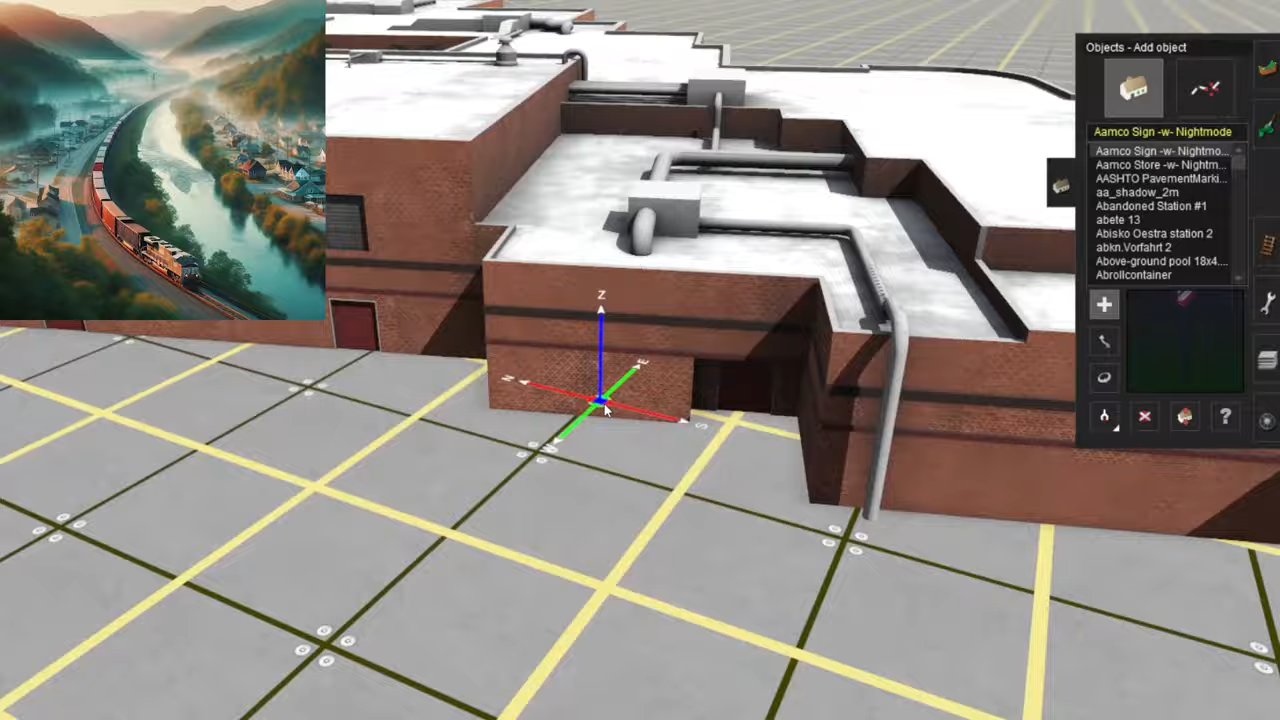 Objects - Add object
Aamco Sign -w- Nightmode
Aamco Sign -w- Nightmo...
Aamco Store -w- Nightm...
AASHTO PavementMarki...
aa_shadow_2m
Abandoned Station #1
abete 13
Abisko Oestra station 2
abkn.Vorfahrt 2
Above-ground pool 18x4....
Abrollcontainer
Z
N
E
S
W
?